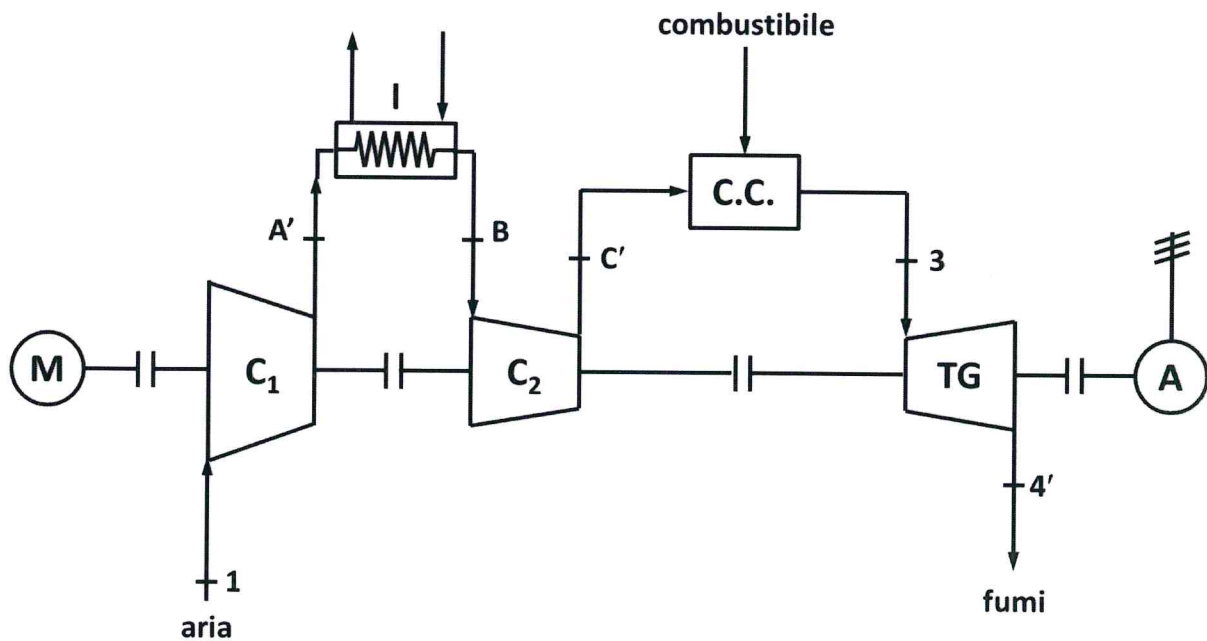 combustibile
I
C.C.
A'
B
C'
3
M
C₁
C₂
TG
A
4'
1
aria
fumi